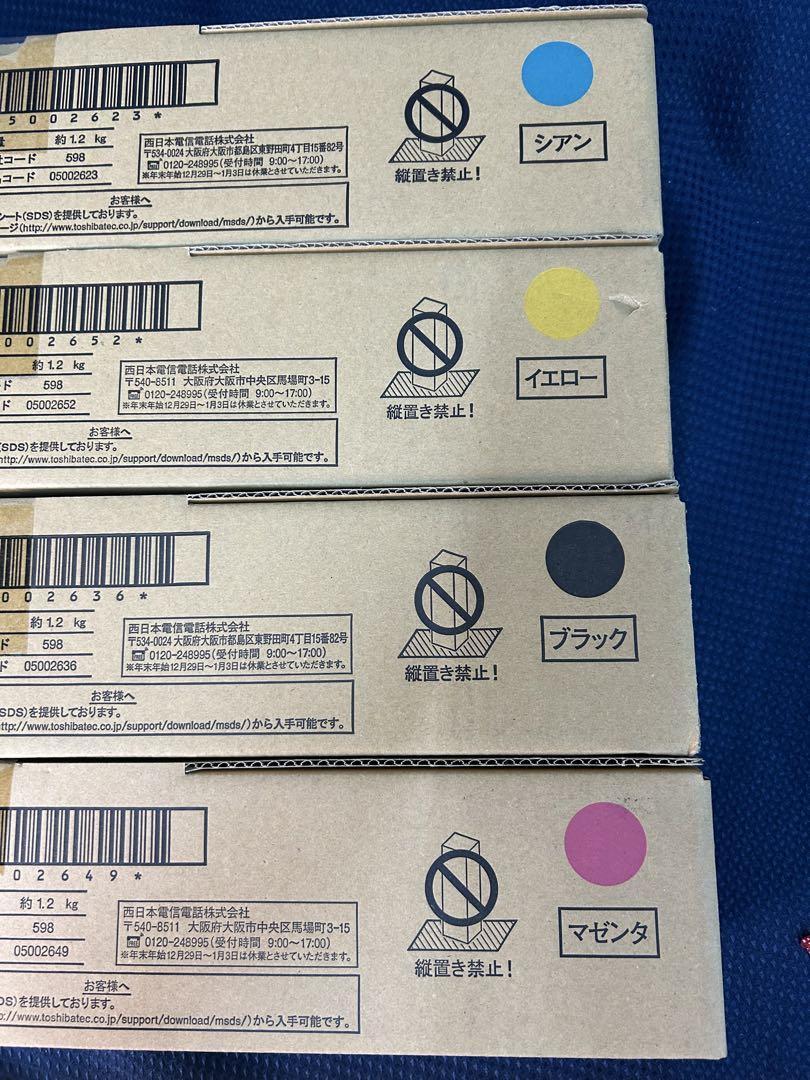 5002623*
約1.2 kg
コード 598
コード 05002623
西日本電信電話株式会社
〒534-0024 大阪府大阪市都島区東野田町4丁目15番82号
0120-248995(受付時間 9:00〜17:00)
※年末年始12月29日〜1月3日は休業とさせていただきます。
お客様へ
シート(SDS)を提供しております。
ージ(http://www.toshibatec.co.jp/support/download/msds/)から入手可能です。
縦置き禁止!
シアン
002652*
約1.2 kg
ド 598
ド 05002652
西日本電信電話株式会社
〒540-8511 大阪府大阪市中央区馬場町3-15
0120-248995(受付時間 9:00〜17:00)
※年末年始12月29日〜1月3日は休業とさせていただきます。
お客様へ
(SDS)を提供しております。
http://www.toshibatec.co.jp/support/download/msds/)から入手可能です。
縦置き禁止!
イエロー
002636*
約1.2 kg
ド 598
ド 05002636
西日本電信電話株式会社
〒534-0024 大阪府大阪市都島区東野田町4丁目15番82号
0120-248995(受付時間 9:00〜17:00)
※年末年始12月29日〜1月3日は休業とさせていただきます。
お客様へ
SDS)を提供しております。
ttp://www.toshibatec.co.jp/support/download/msds/)から入手可能です。
縦置き禁止!
ブラック
02649*
約1.2 kg
598
05002649
西日本電信電話株式会社
〒540-8511 大阪府大阪市中央区馬場町3-15
0120-248995(受付時間 9:00〜17:00)
※年末年始12月29日〜1月3日は休業とさせていただきます。
お客様へ
DS)を提供しております。
://www.toshibatec.co.jp/support/download/msds/)から入手可能です。
縦置き禁止!
マゼンタ